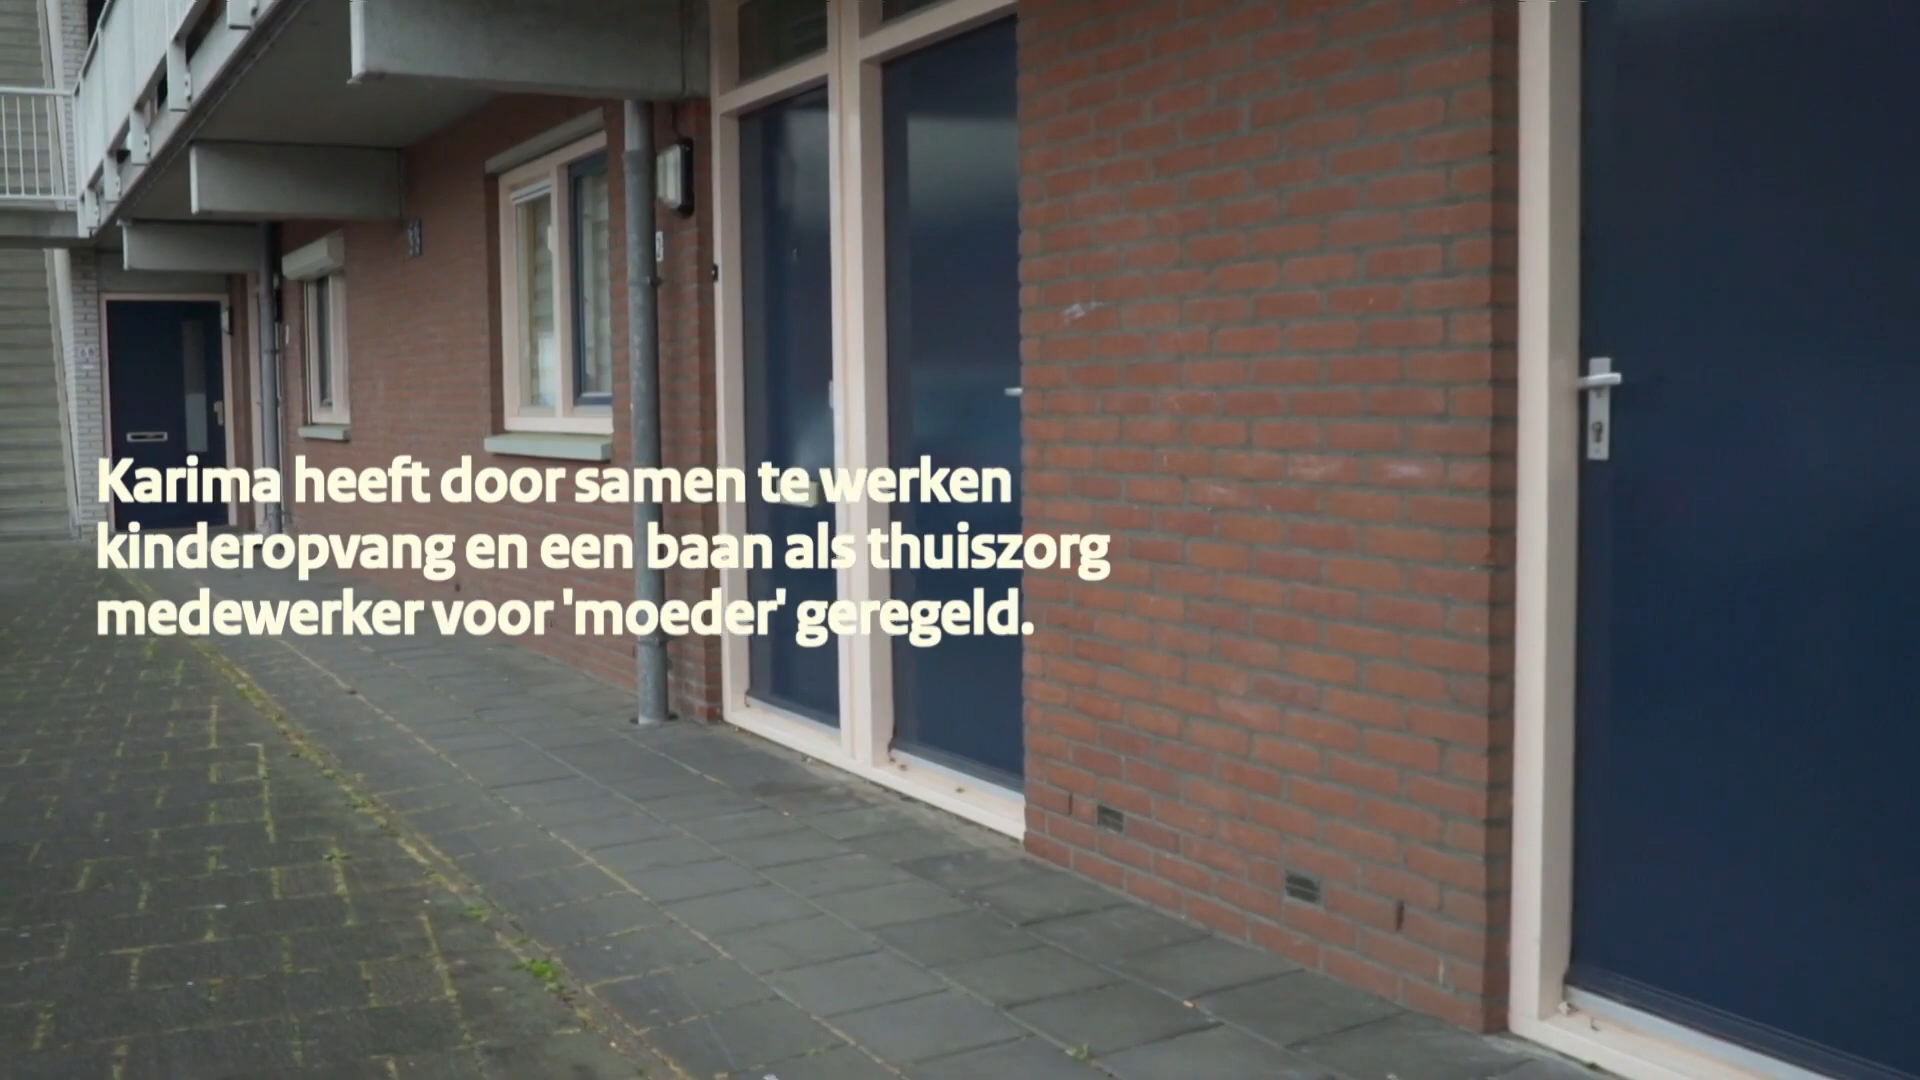 Karima heeft door samen te werken
kinderopvang en een baan als thuiszorg
medewerker voor 'moeder' geregeld.